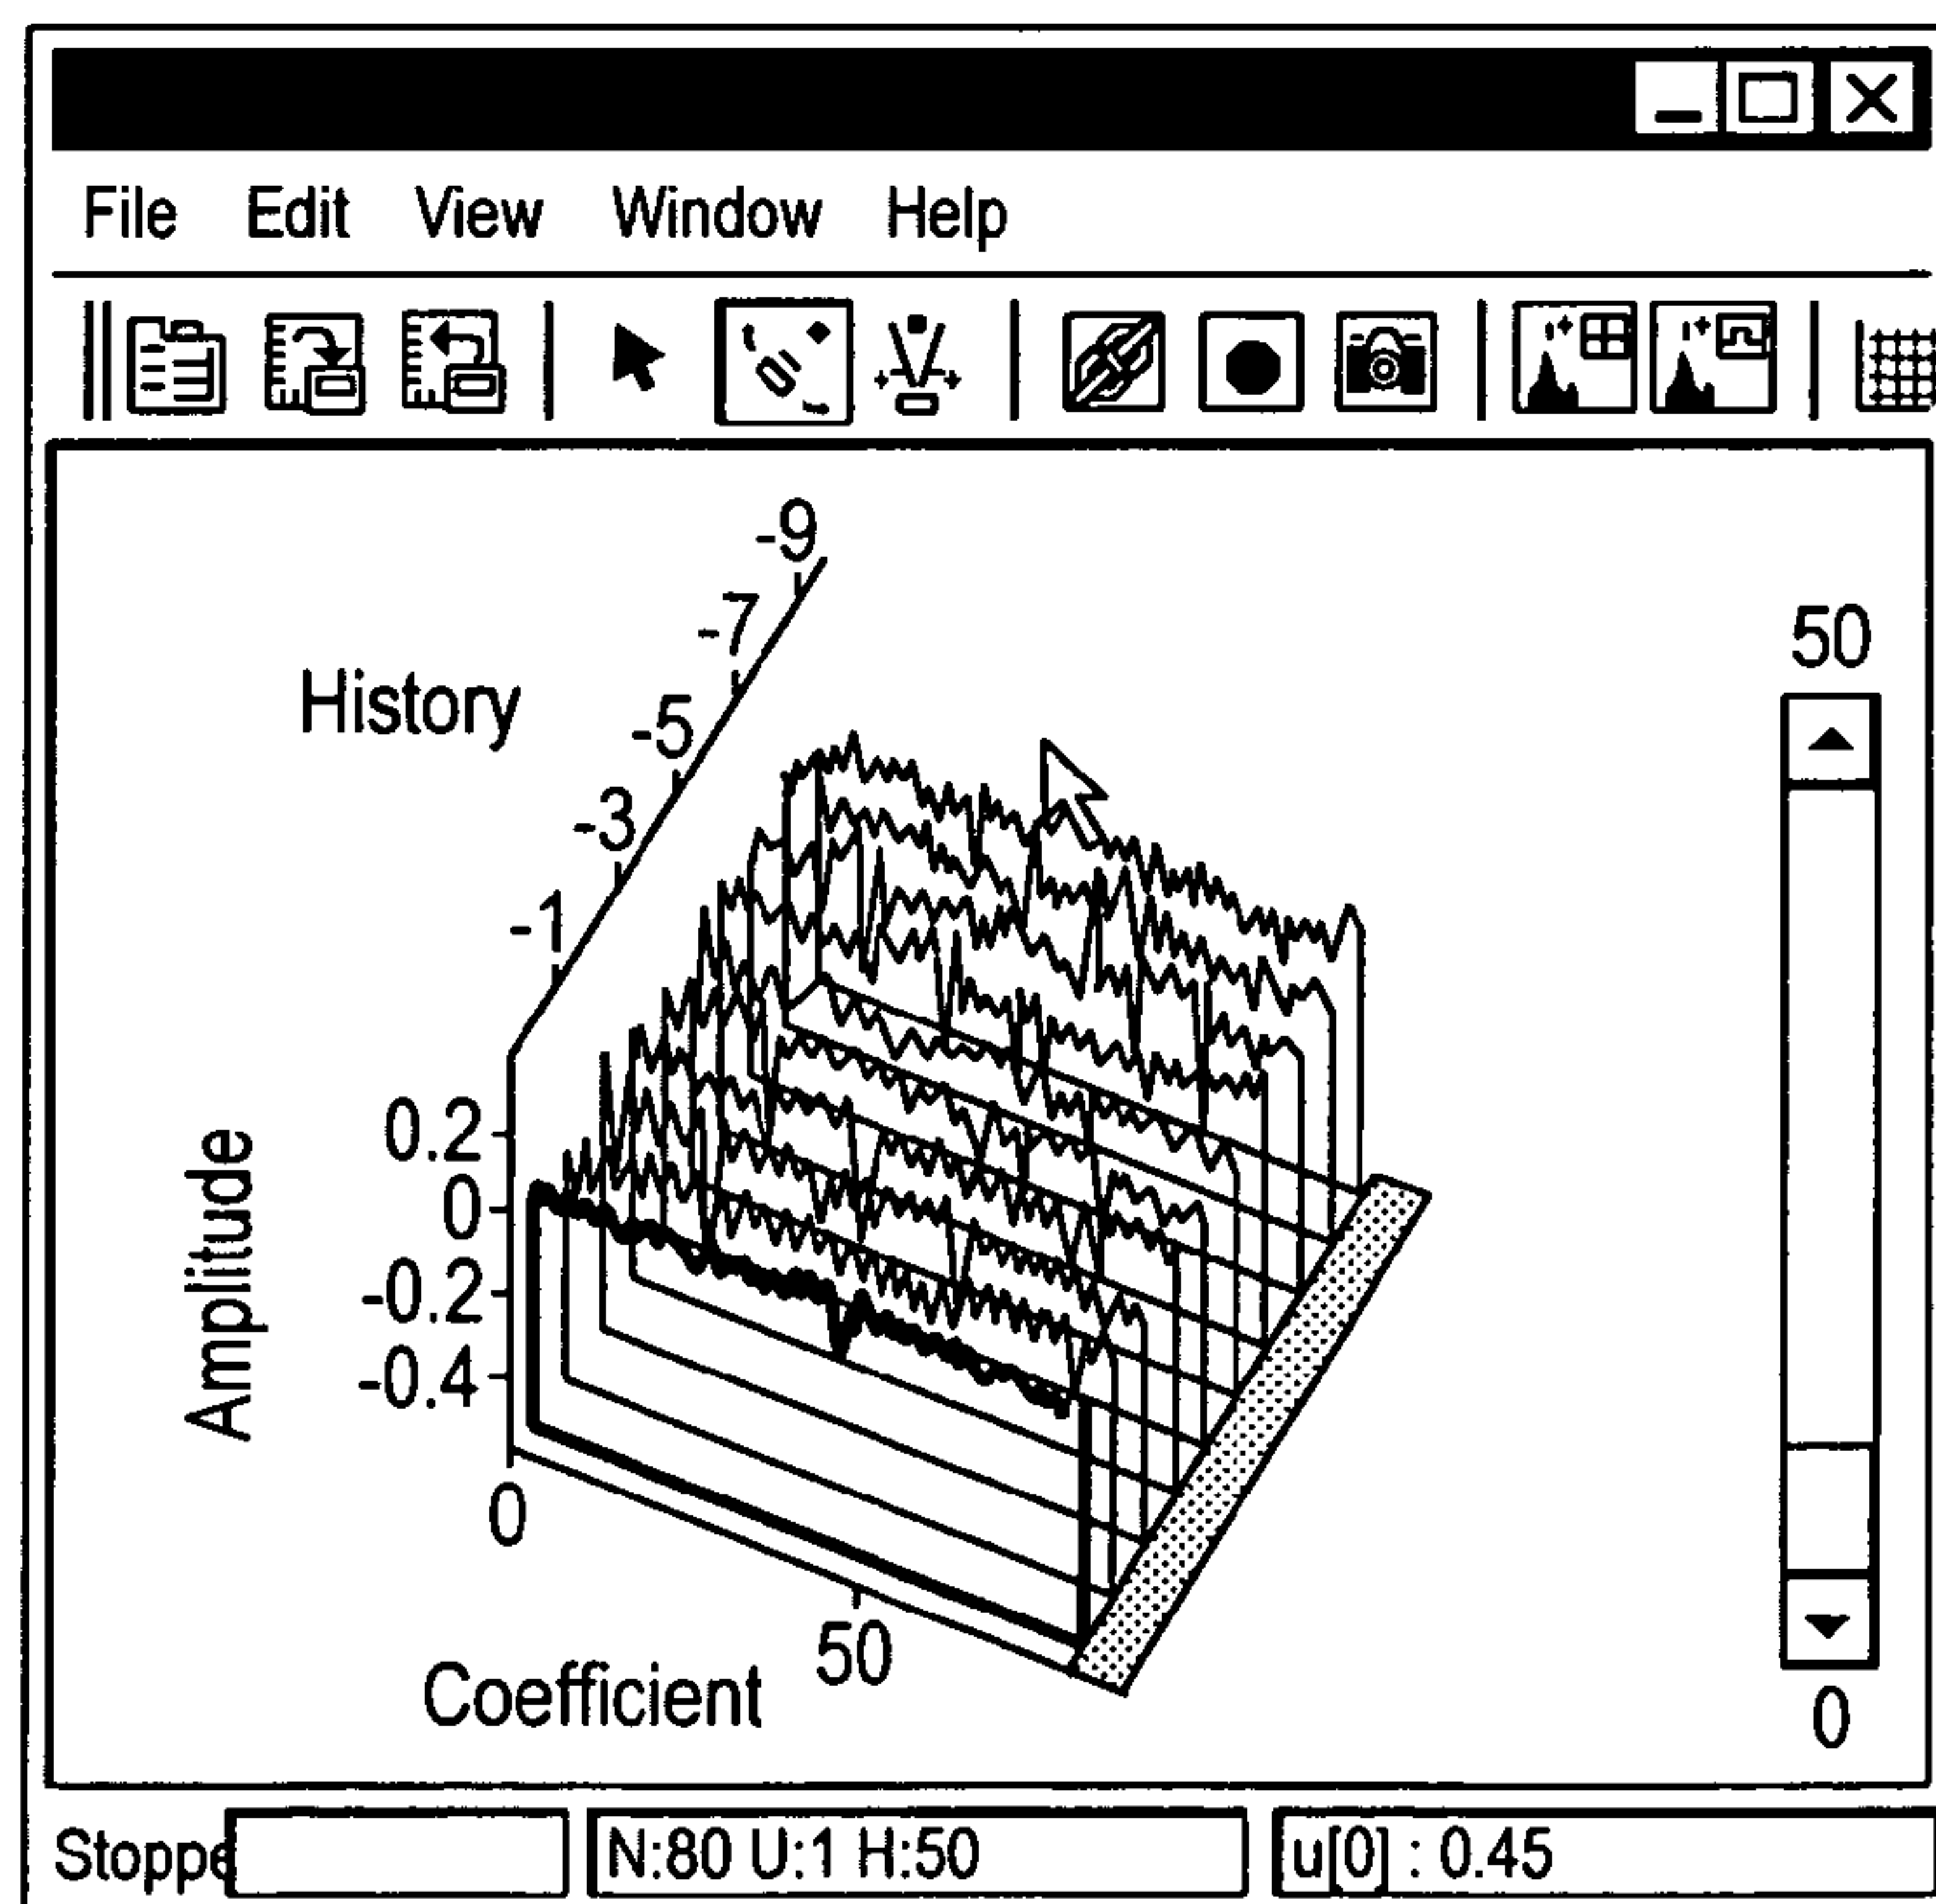 File Edit View Window Help
-9
-7
50
History
-5
-3
-1
Amplitude
0.2
0
-0.2
-0.4
0
50
Coefficient
0
Stoppe
N:80 U:1 H:50
u[0] : 0.45